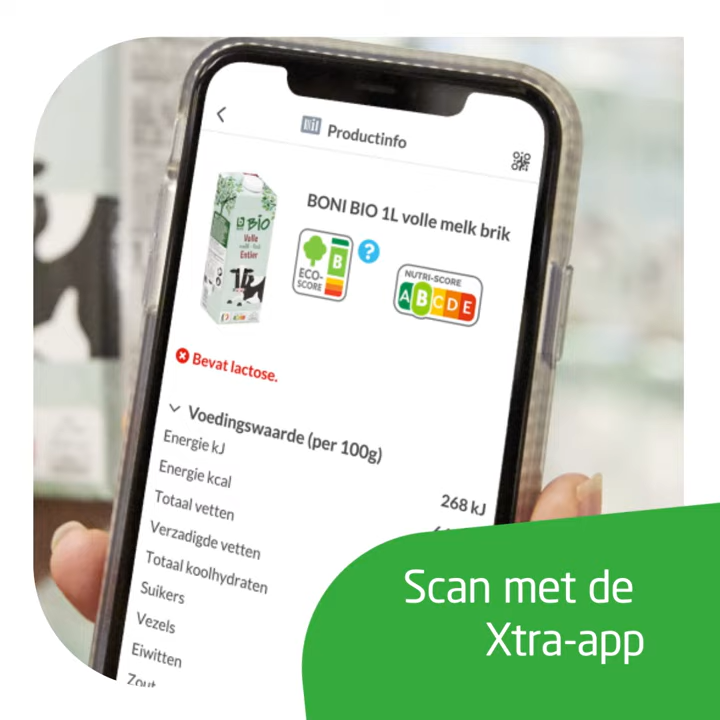 Productinfo
BONI BIO 1L volle melk brik
BIO
Volle
Entier
ECO-
SCORE
B
?
NUTRI-SCORE
A B C D E
Bevat lactose.
Voedingswaarde (per 100g)
Energie kJ
268 kJ
Energie kcal
Totaal vetten
Verzadigde vetten
Totaal koolhydraten
Suikers
Vezels
Eiwitten
Zout
Scan met de
Xtra-app